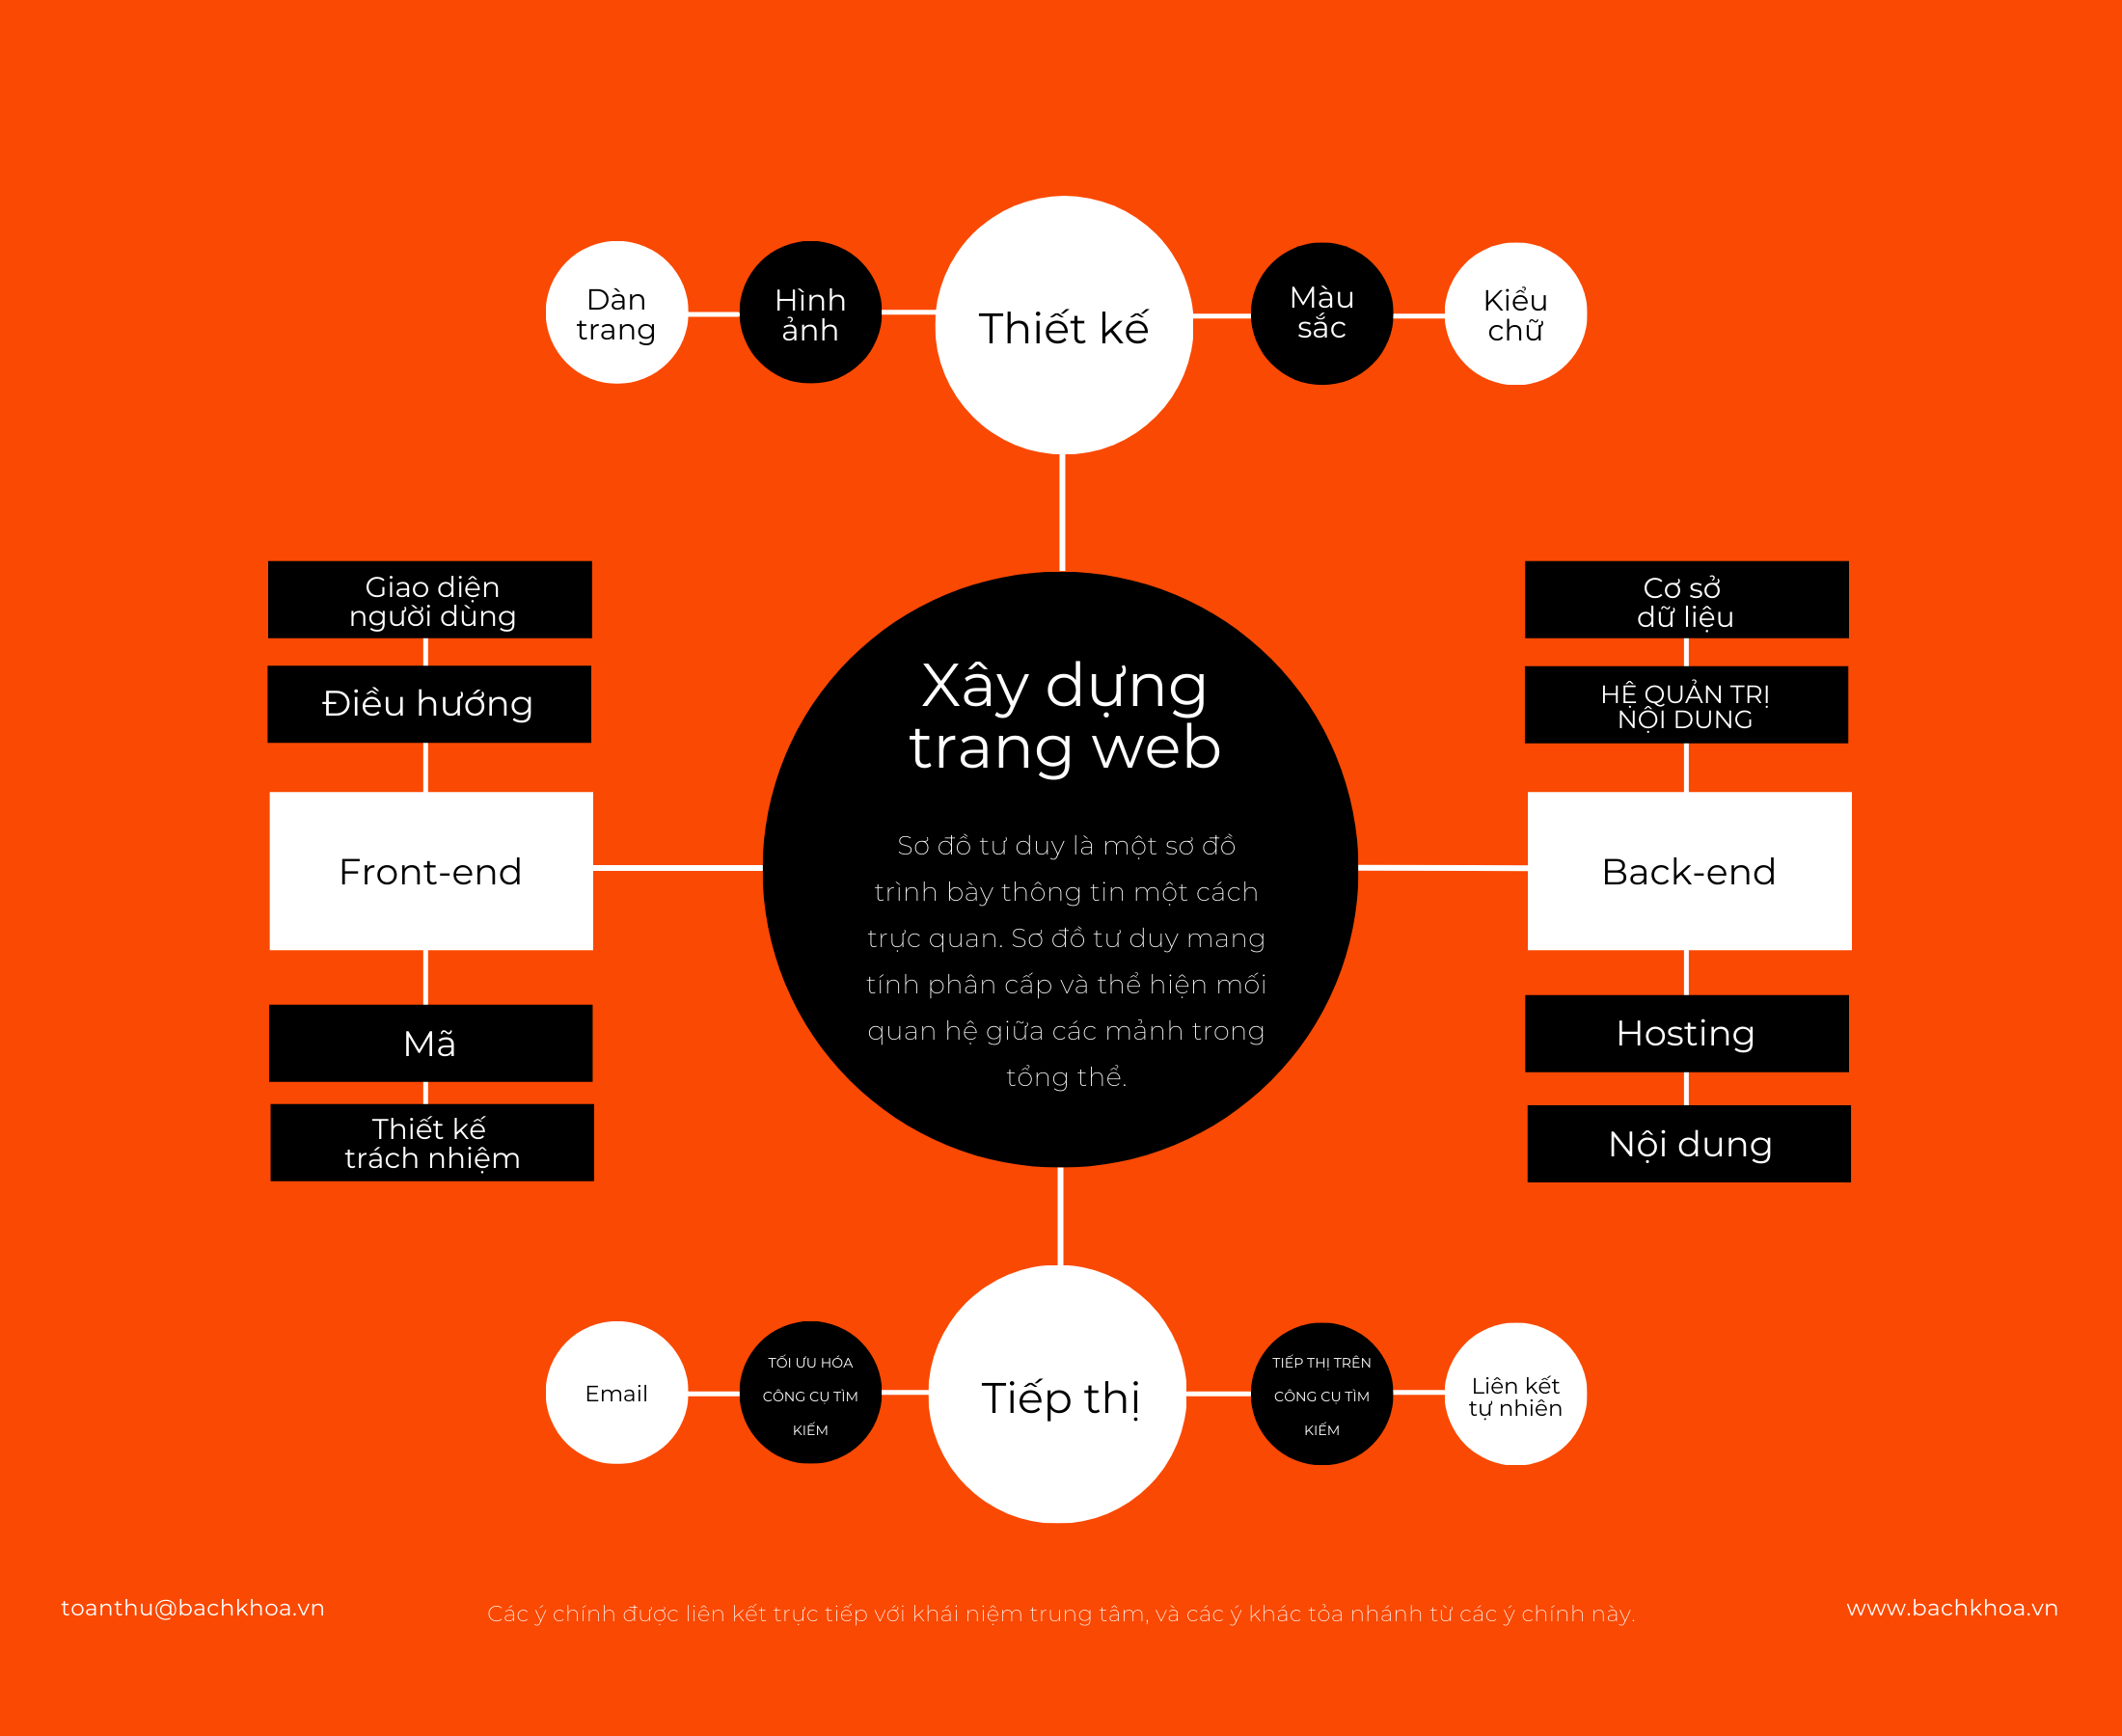 Dàn
trang
Hình
ảnh
Thiết kế
Màu
sắc
Kiểu
chữ
Giao diện
người dùng
Điều hướng
Front-end
Mã
Thiết kế
trách nhiệm
Xây dựng
trang web
Sơ đồ tư duy là một sơ đồ
trình bày thông tin một cách
trực quan. Sơ đồ tư duy mang
tính phân cấp và thể hiện mối
quan hệ giữa các mảnh trong
tổng thể.
Cơ sở
dữ liệu
HỆ QUẢN TRỊ
NỘI DUNG
Back-end
Hosting
Nội dung
Email
TỐI ƯU HÓA
CÔNG CỤ TÌM
KIẾM
Tiếp thị
TIẾP THỊ TRÊN
CÔNG CỤ TÌM
KIẾM
Liên kết
tự nhiên
toanthu@bachkhoa.vn
Các ý chính được liên kết trực tiếp với khái niệm trung tâm, và các ý khác tỏa nhánh từ các ý chính này.
www.bachkhoa.vn